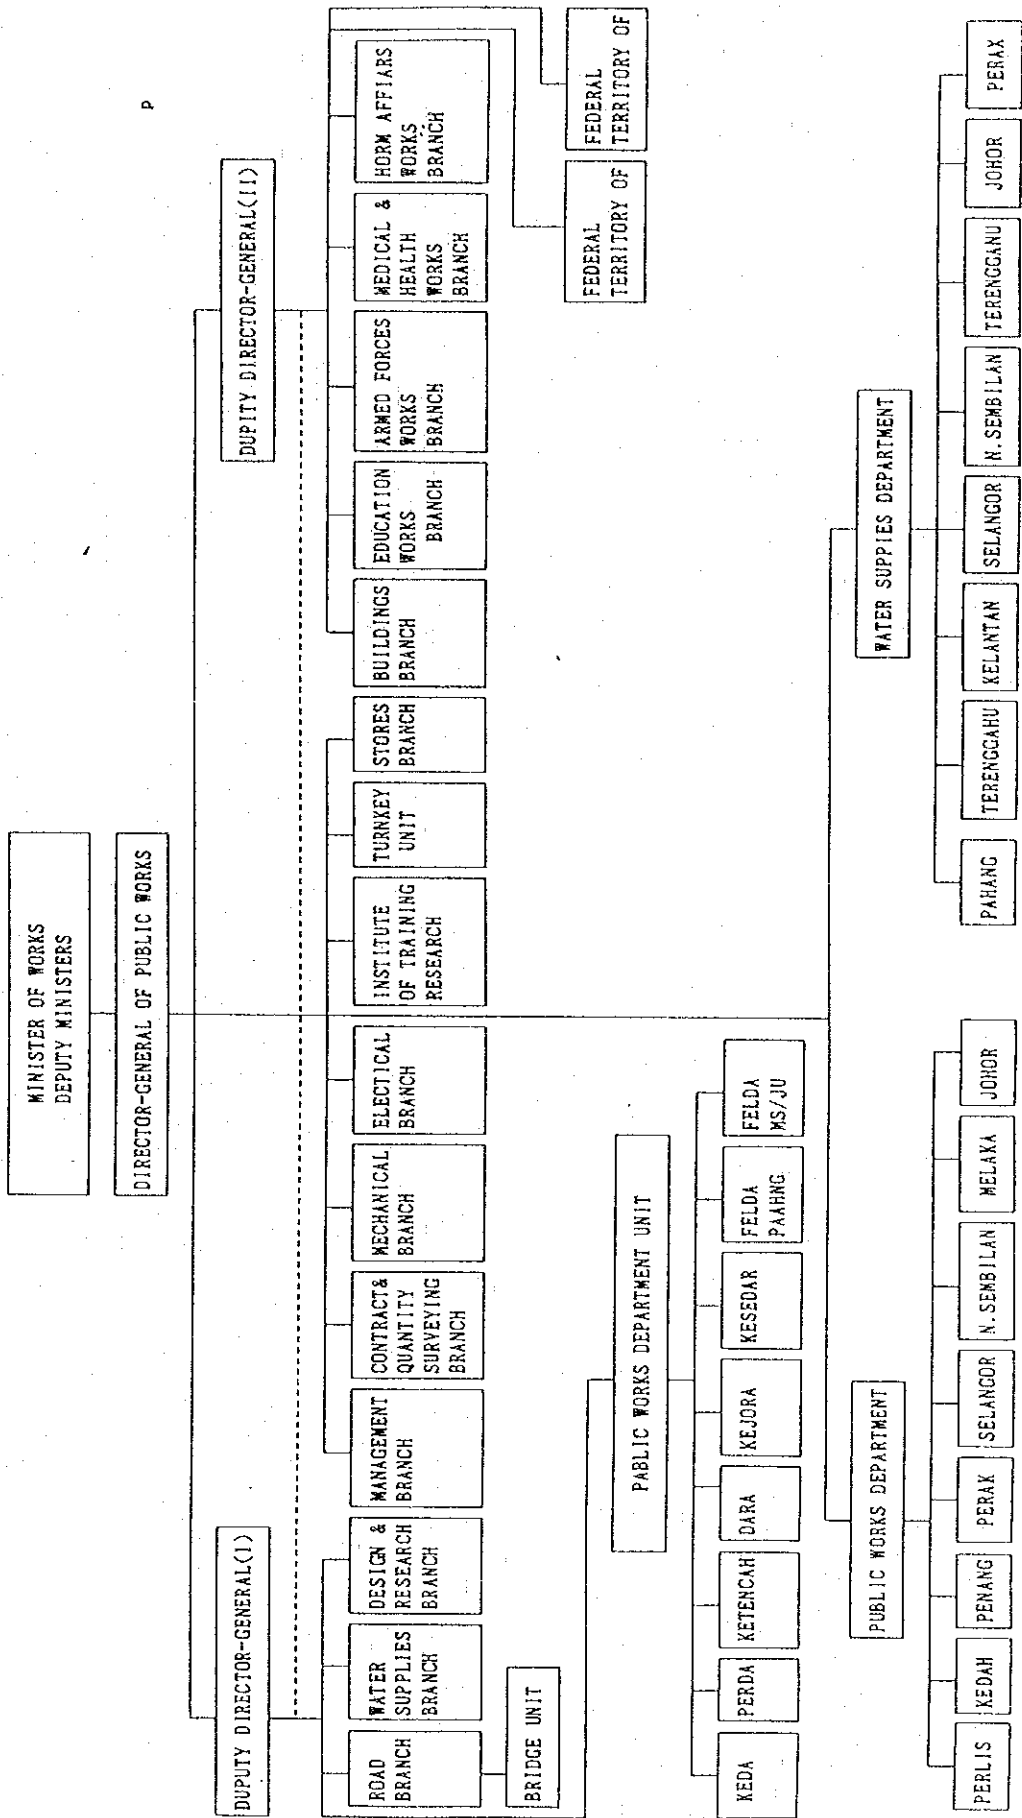 MINISTER OF WORKS
DEPUTY MINISTERS
DIRECTOR-GENERAL OF PUBLIC WORKS
DUPUTY DIRECTOR-GENERAL(I)
DUPITY DIRECTOR-GENERAL(II)
P
ROAD
BRANCH
WATER
SUPPLIES
BRANCH
DESIGN &
RESEARCH
BRANCH
MANAGEMENT
BRANCH
CONTRACT&
QUANTITY
SURVEYING
BRANCH
MECHANICAL
BRANCH
ELECTICAL
BRANCH
INSTITUTE
OF TRAINING
RESEARCH
TURNKEY
UNIT
STORES
BRANCH
BUILDINGS
BRANCH
EDUCATION
WORKS
BRANCH
ARMED FORCES
WORKS
BRANCH
MEDICAL &
HEALTH
WORKS
BRANCH
HORM AFFIARS
WORKS
BRANCH
BRIDGE UNIT
FEDERAL
TERRITORY OF
FEDERAL
TERRITORY OF
PABLIC WORKS DEPARTMENT UNIT
KEDA
PERDA
KETENCAH
DARA
KEJORA
KESEDAR
FELDA
PAAHNG
FELDA
MS/JU
PUBLIC WORKS DEPARTMENT
WATER SUPPIES DEPARTMENT
PERLIS
KEDAH
PENANG
PERAK
SELANGOR
N.SEMBILAN
MELAKA
JOHOR
PAHANG
TERENGGAHU
KELANTAN
SELANGOR
N.SEMBILAN
TERENGGANU
JOHOR
PERAX